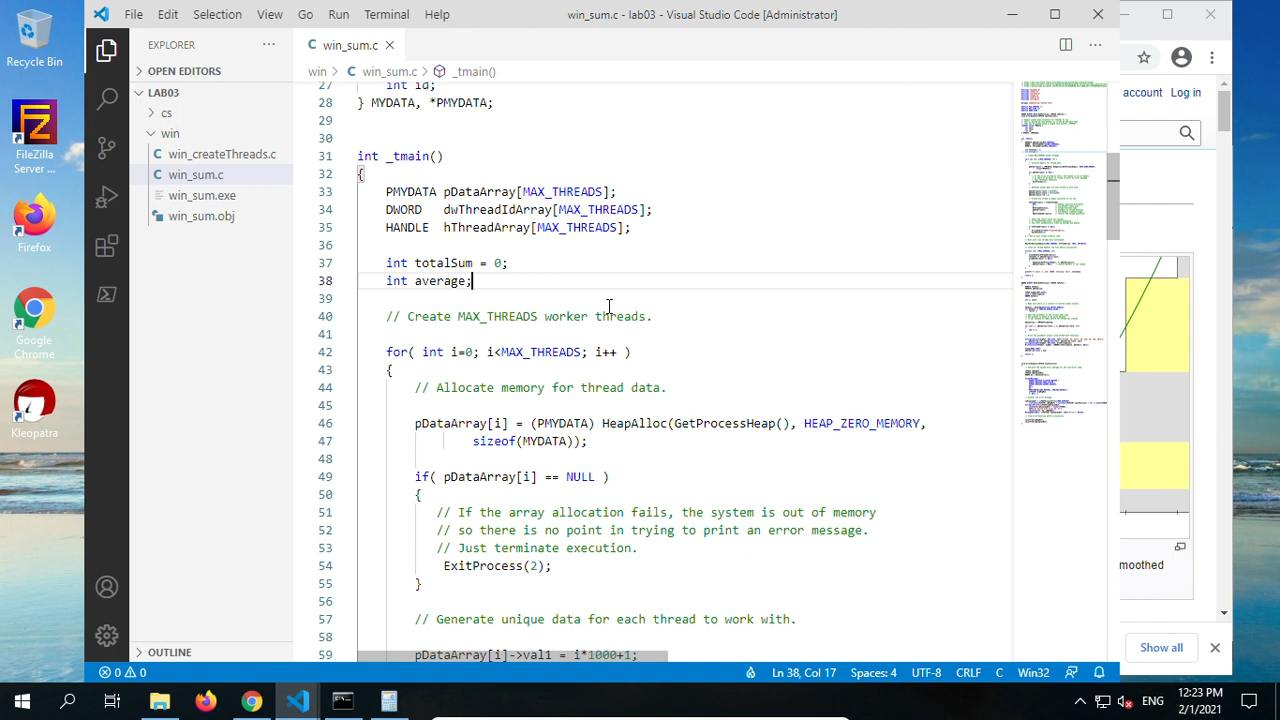 File Edit Selection View Go Run Terminal Help
win_sum.c - lab03 - Visual Studio Code [Administrator]
Recycle Bin
FileZilla
Server ...
Firefox
Google
Chrome
Kleopatra
EXPLORER
OPEN EDITORS
LAB03
cs
win
win_createThreads.c
win_sum.c
win_sum.exe
win_sum.obj
OUTLINE
win_sum.c
win > win_sum.c > _tmain()
27 int id;
28 } MYDATA, *PMYDATA;
29
30
31 int _tmain()
32 {
33 PMYDATA pDataArray[MAX_THREADS];
34 DWORD dwThreadIdArray[MAX_THREADS];
35 HANDLE hThreadArray[MAX_THREADS];
36
37 int total_sum = 0;
38 int average;
39
40 // Create MAX_THREADS worker threads.
41
42 for( int i=0; i<MAX_THREADS; i++ )
43 {
44 // Allocate memory for thread data.
45
46 pDataArray[i] = (PMYDATA) HeapAlloc(GetProcessHeap(), HEAP_ZERO_MEMORY,
47 sizeof(MYDATA));
48
49 if( pDataArray[i] == NULL )
50 {
51 // If the array allocation fails, the system is out of memory
52 // so there is no point in trying to print an error message.
53 // Just terminate execution.
54 ExitProcess(2);
55 }
56
57 // Generate unique data for each thread to work with.
58
59 pDataArray[i]->val1 = i*1000+1;
0 0
Ln 38, Col 17 Spaces: 4 UTF-8 CRLF C Win32
account Log in
moothed
Show all
ENG
12:23 PM
2/1/2021